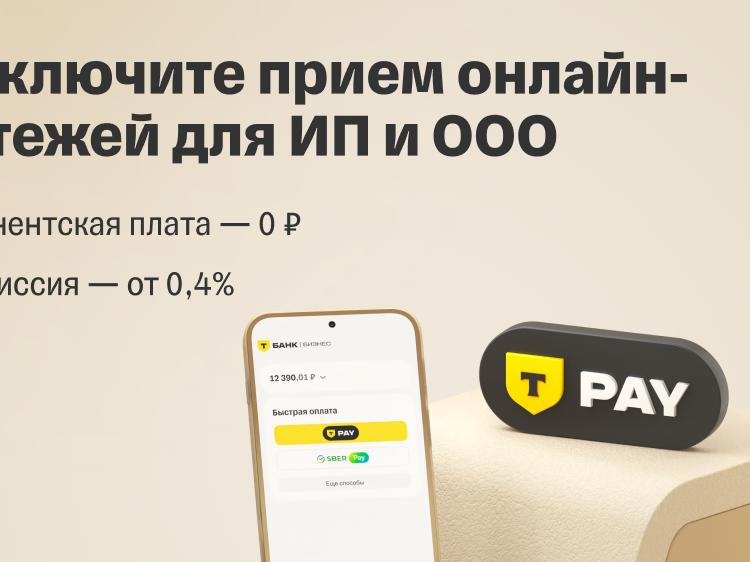 ключите прием онлайн-
тежей для ИП и ООО
нентская плата — 0 ₽
иссия — от 0,4%
Т БАНК | БИЗНЕС
12 390,01 ₽
Быстрая оплата
Т PAY
SBER Pay
Еще способы
Т PAY